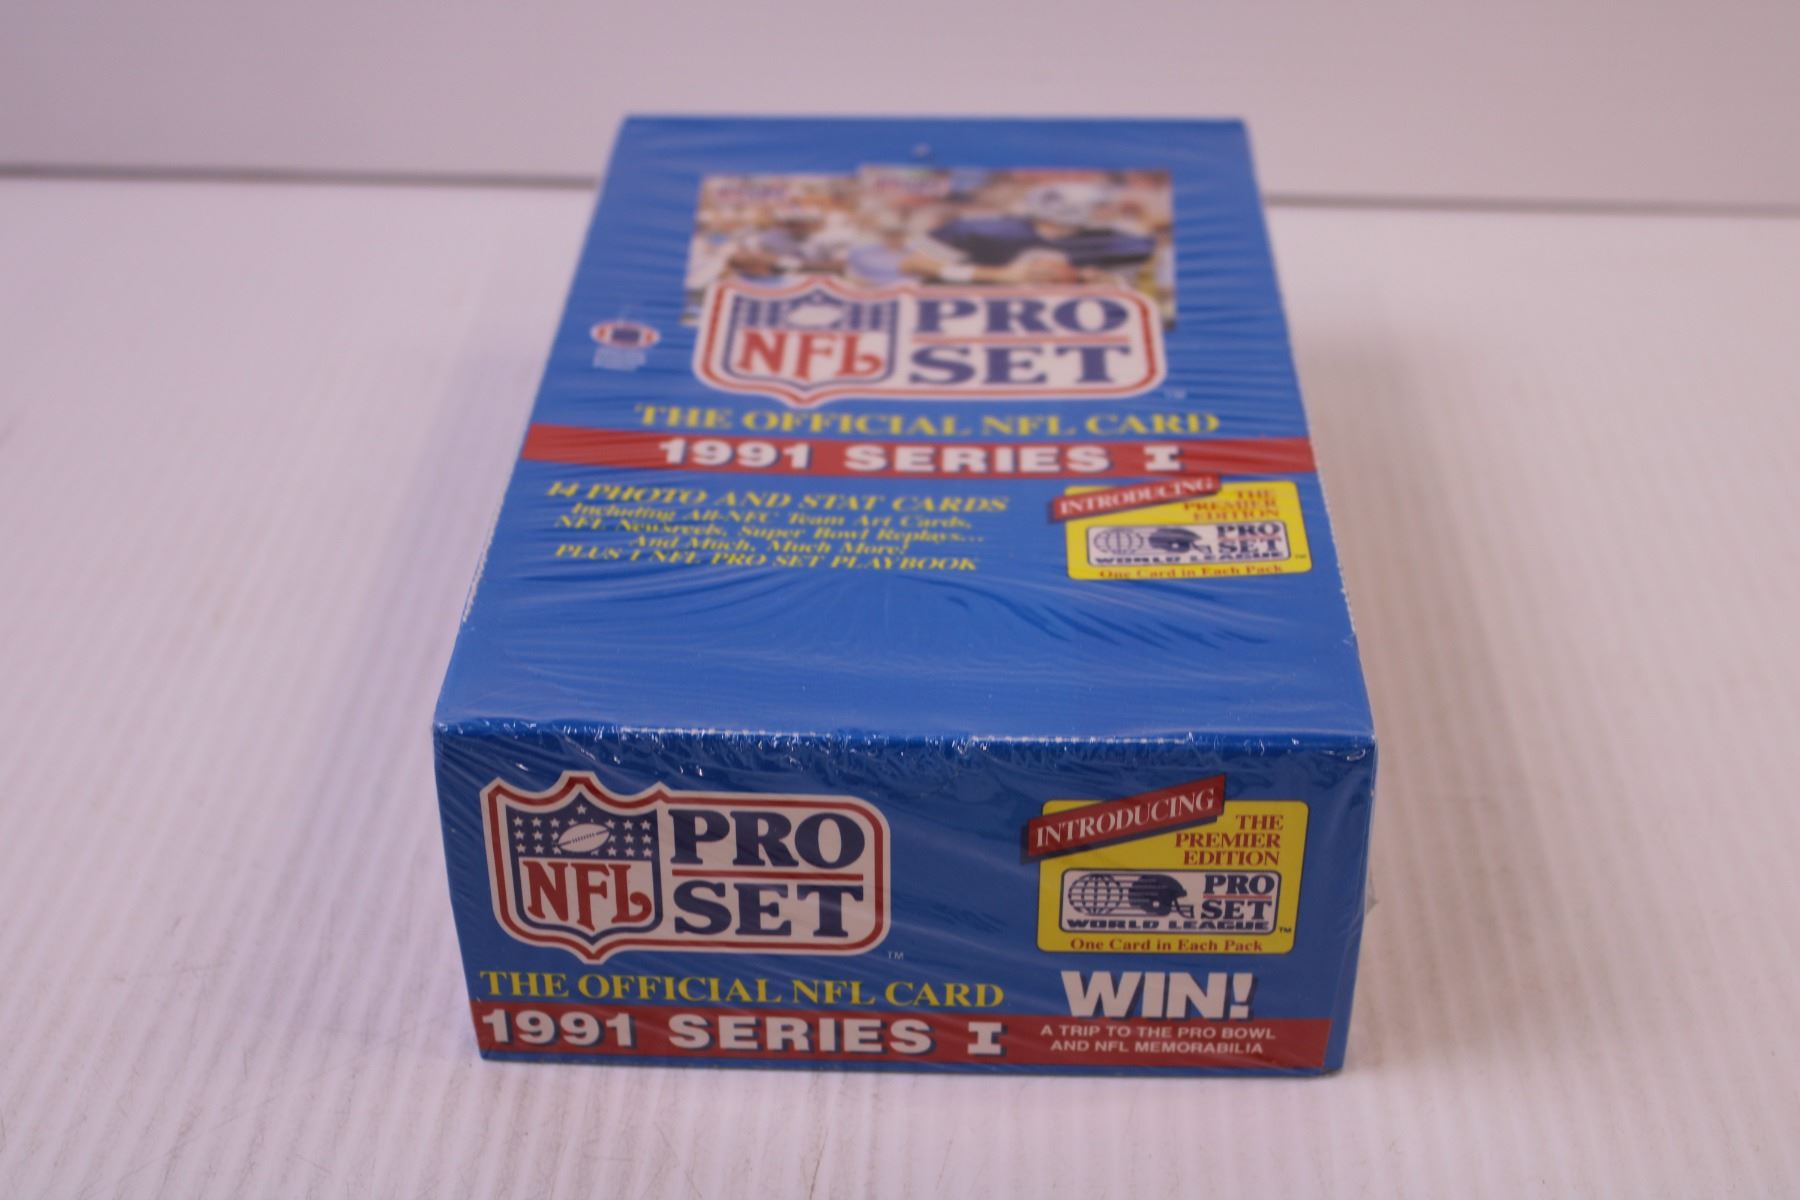 NFL
PRO
SET
™
THE OFFICIAL NFL CARD
1991 SERIES I
14 PHOTO AND STAT CARDS
Including All-NFC Team Art Cards,
NFL Newsreels, Super Bowl Replays...
And Much, Much More!
PLUS 1 NFL PRO SET PLAYBOOK
INTRODUCING
THE
PREMIER
EDITION
PRO
SET
WORLD LEAGUE™
One Card in Each Pack
NFL
PRO
SET
™
THE OFFICIAL NFL CARD
1991 SERIES I
INTRODUCING
THE
PREMIER
EDITION
PRO
SET
WORLD LEAGUE™
One Card in Each Pack
WIN!
A TRIP TO THE PRO BOWL
AND NFL MEMORABILIA